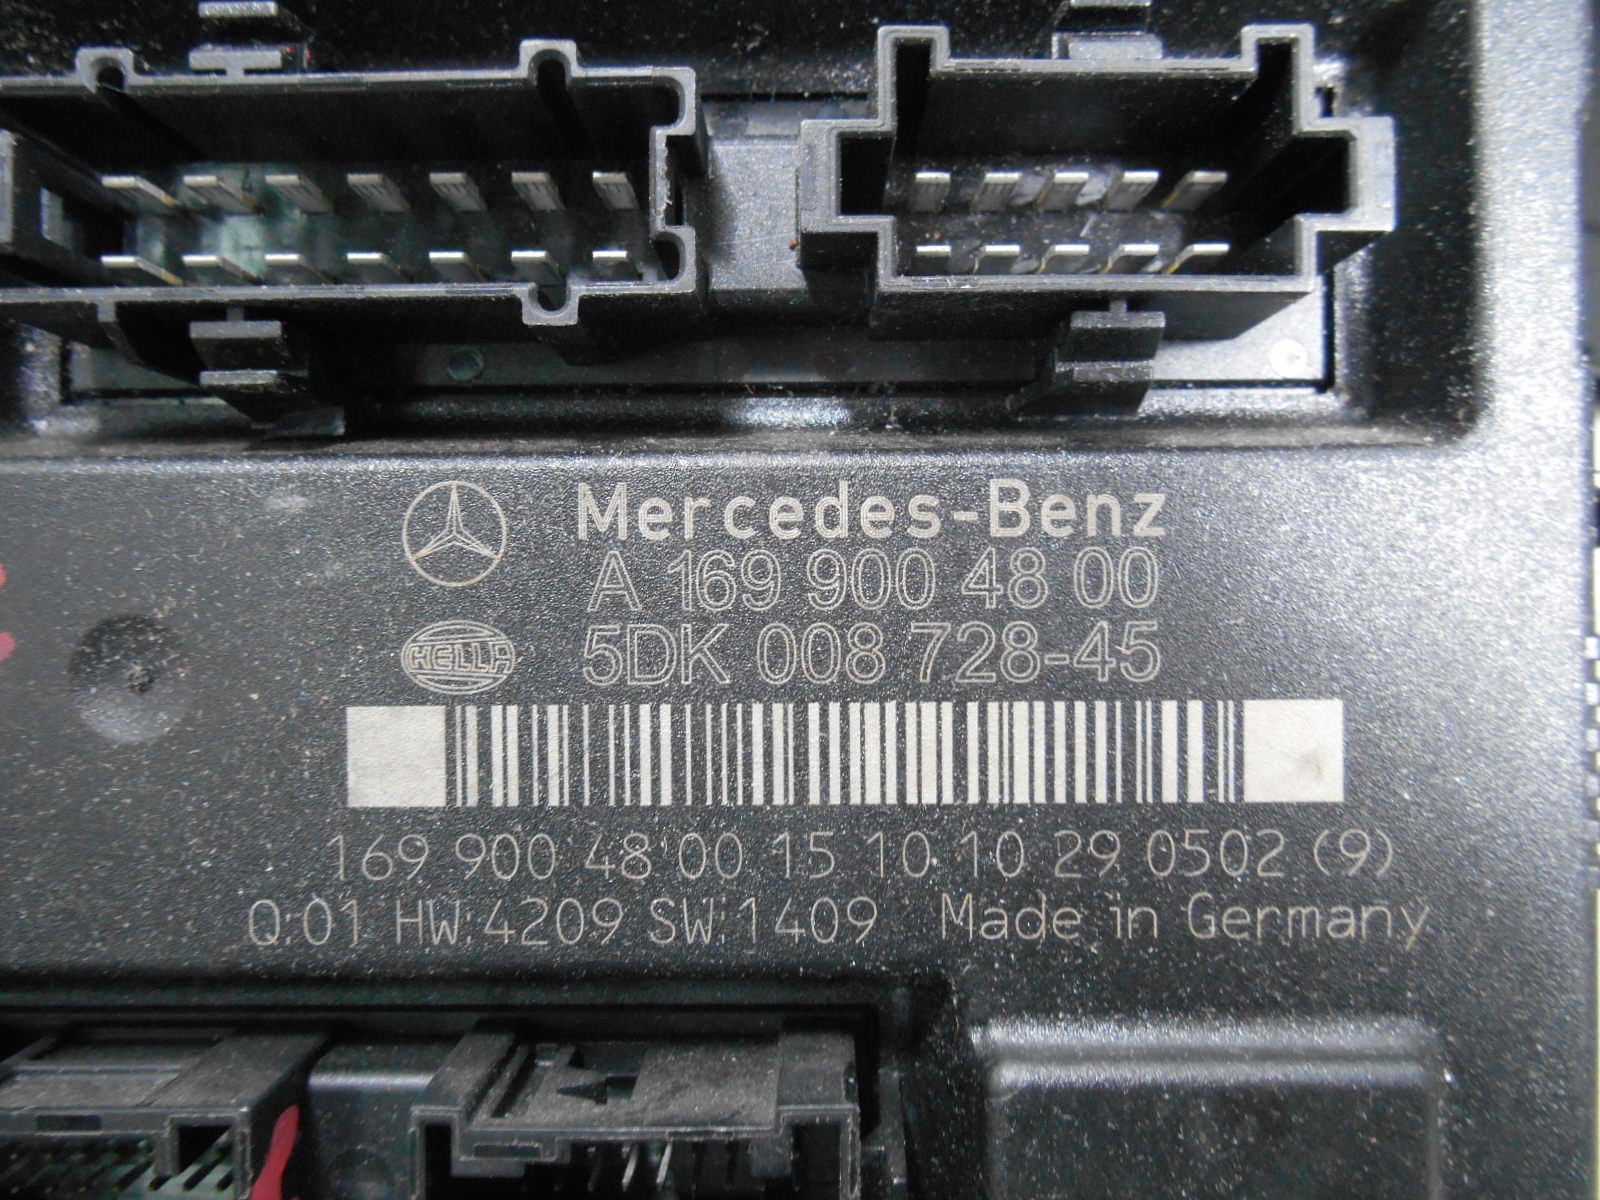 Mercedes-Benz
A 169 900 48 00
HELLA 5DK 008 728-45
169 900 48 00 15 10 10 29 0502 (9)
Q:01 HW:4209 SW:1409 Made in Germany